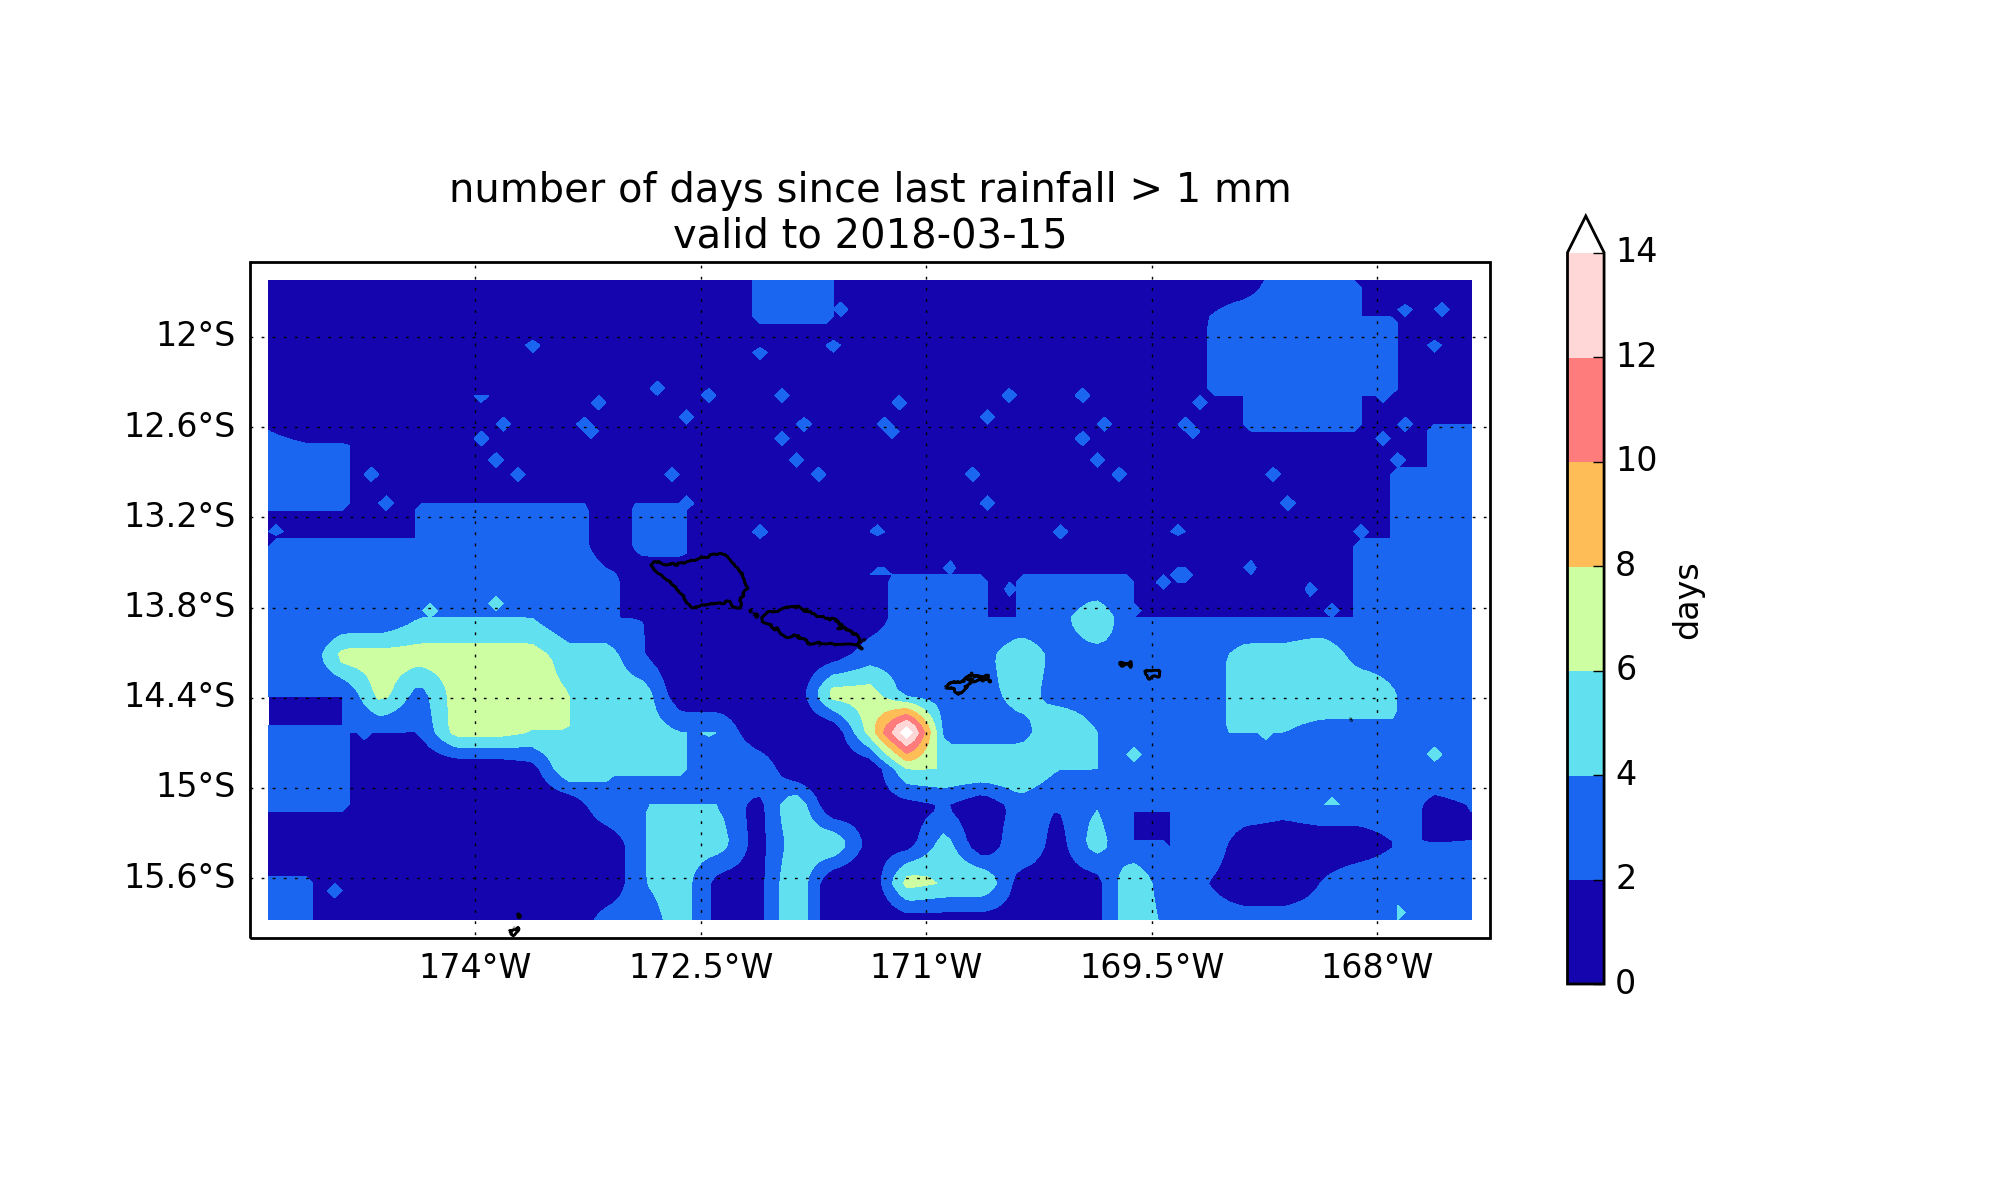 number of days since last rainfall > 1 mm
valid to 2018-03-15
12°S
12.6°S
13.2°S
13.8°S
14.4°S
15°S
15.6°S
174°W
172.5°W
171°W
169.5°W
168°W
14
12
10
8
6
4
2
0
days